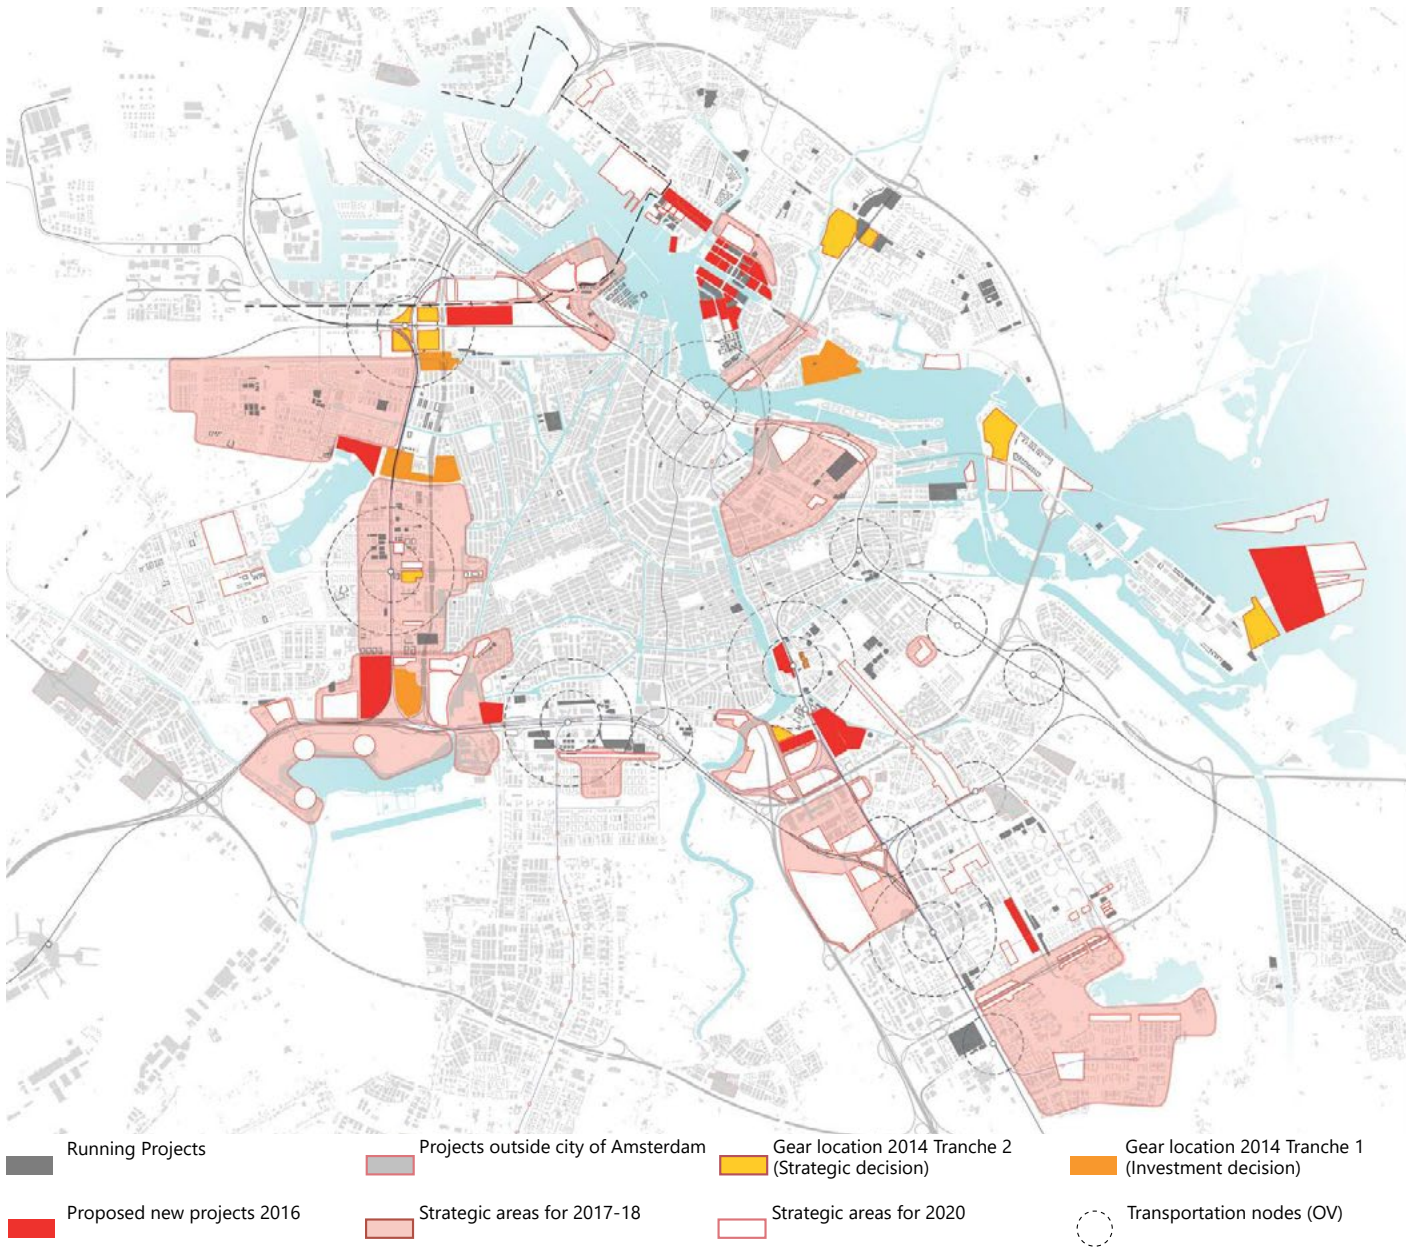 Running Projects
Projects outside city of Amsterdam
Gear location 2014 Tranche 2
(Strategic decision)
Gear location 2014 Tranche 1
(Investment decision)
Proposed new projects 2016
Strategic areas for 2017-18
Strategic areas for 2020
Transportation nodes (OV)